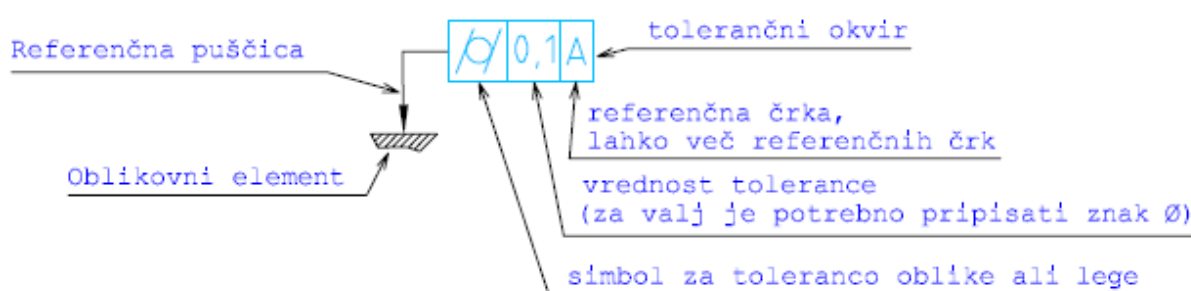 Referenčna puščica
⌭ 0,1 A
tolerančni okvir
referenčna črka,
lahko več referenčnih črk
Oblikovni element
vrednost tolerance
(za valj je potrebno pripisati znak Ø)
simbol za toleranco oblike ali lege